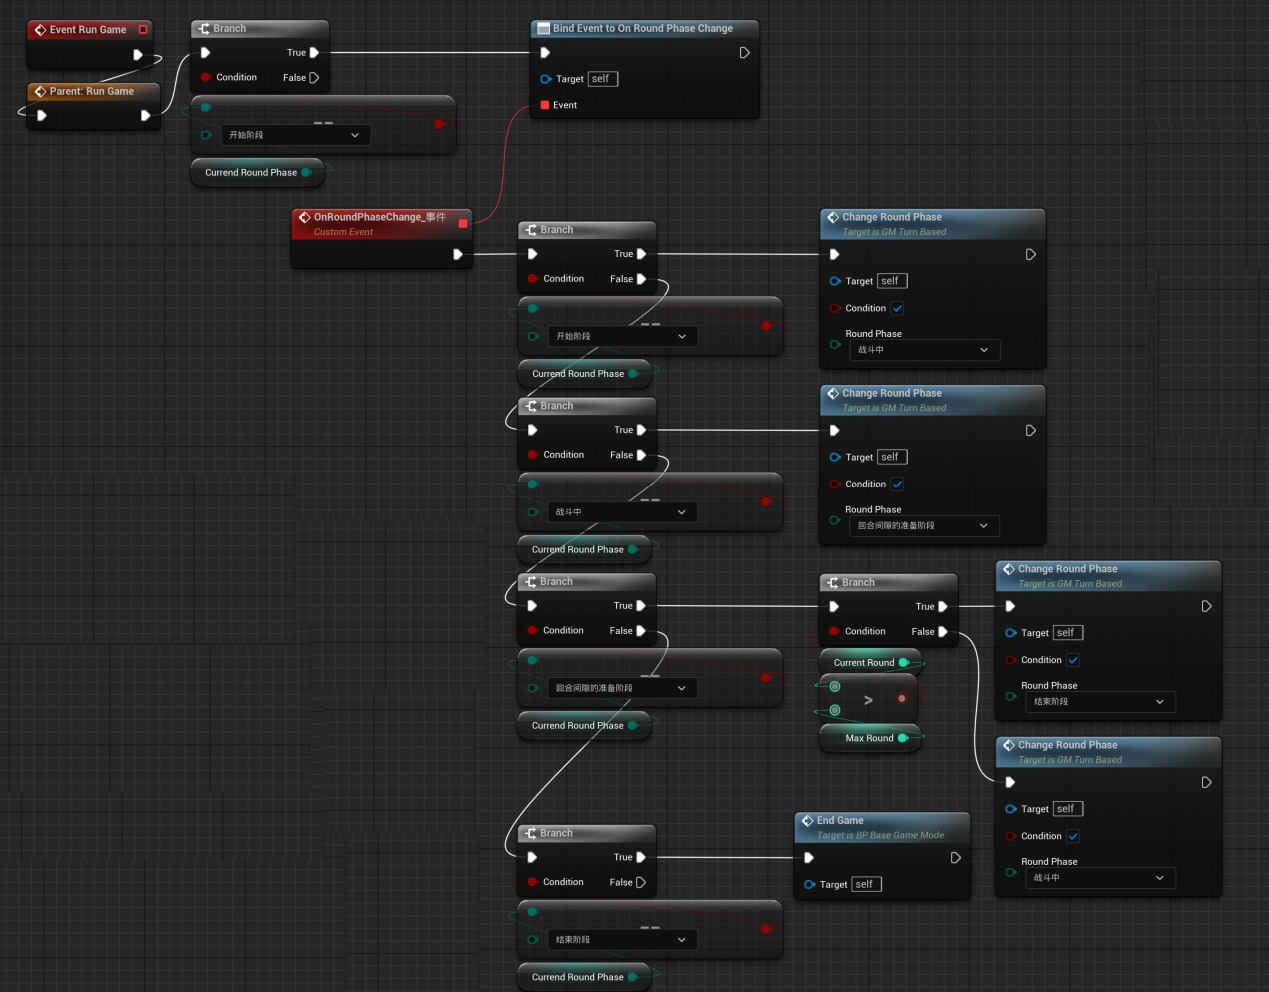 Event Run Game
Parent: Run Game
Branch
True
Condition
False
==
开始阶段
Currend Round Phase
Bind Event to On Round Phase Change
Target
self
Event
OnRoundPhaseChange_事件
Custom Event
Branch
True
Condition
False
==
开始阶段
Currend Round Phase
Change Round Phase
Target is GM Turn Based
Target
self
Condition
Round Phase
战斗中
Branch
True
Condition
False
==
战斗中
Currend Round Phase
Change Round Phase
Target is GM Turn Based
Target
self
Condition
Round Phase
回合间隙的准备阶段
Branch
True
Condition
False
==
回合间隙的准备阶段
Currend Round Phase
Branch
True
Condition
False
Current Round
>
Max Round
Change Round Phase
Target is GM Turn Based
Target
self
Condition
Round Phase
结束阶段
Change Round Phase
Target is GM Turn Based
Target
self
Condition
Round Phase
战斗中
Branch
True
Condition
False
==
结束阶段
Currend Round Phase
End Game
Target is BP Base Game Mode
Target
self